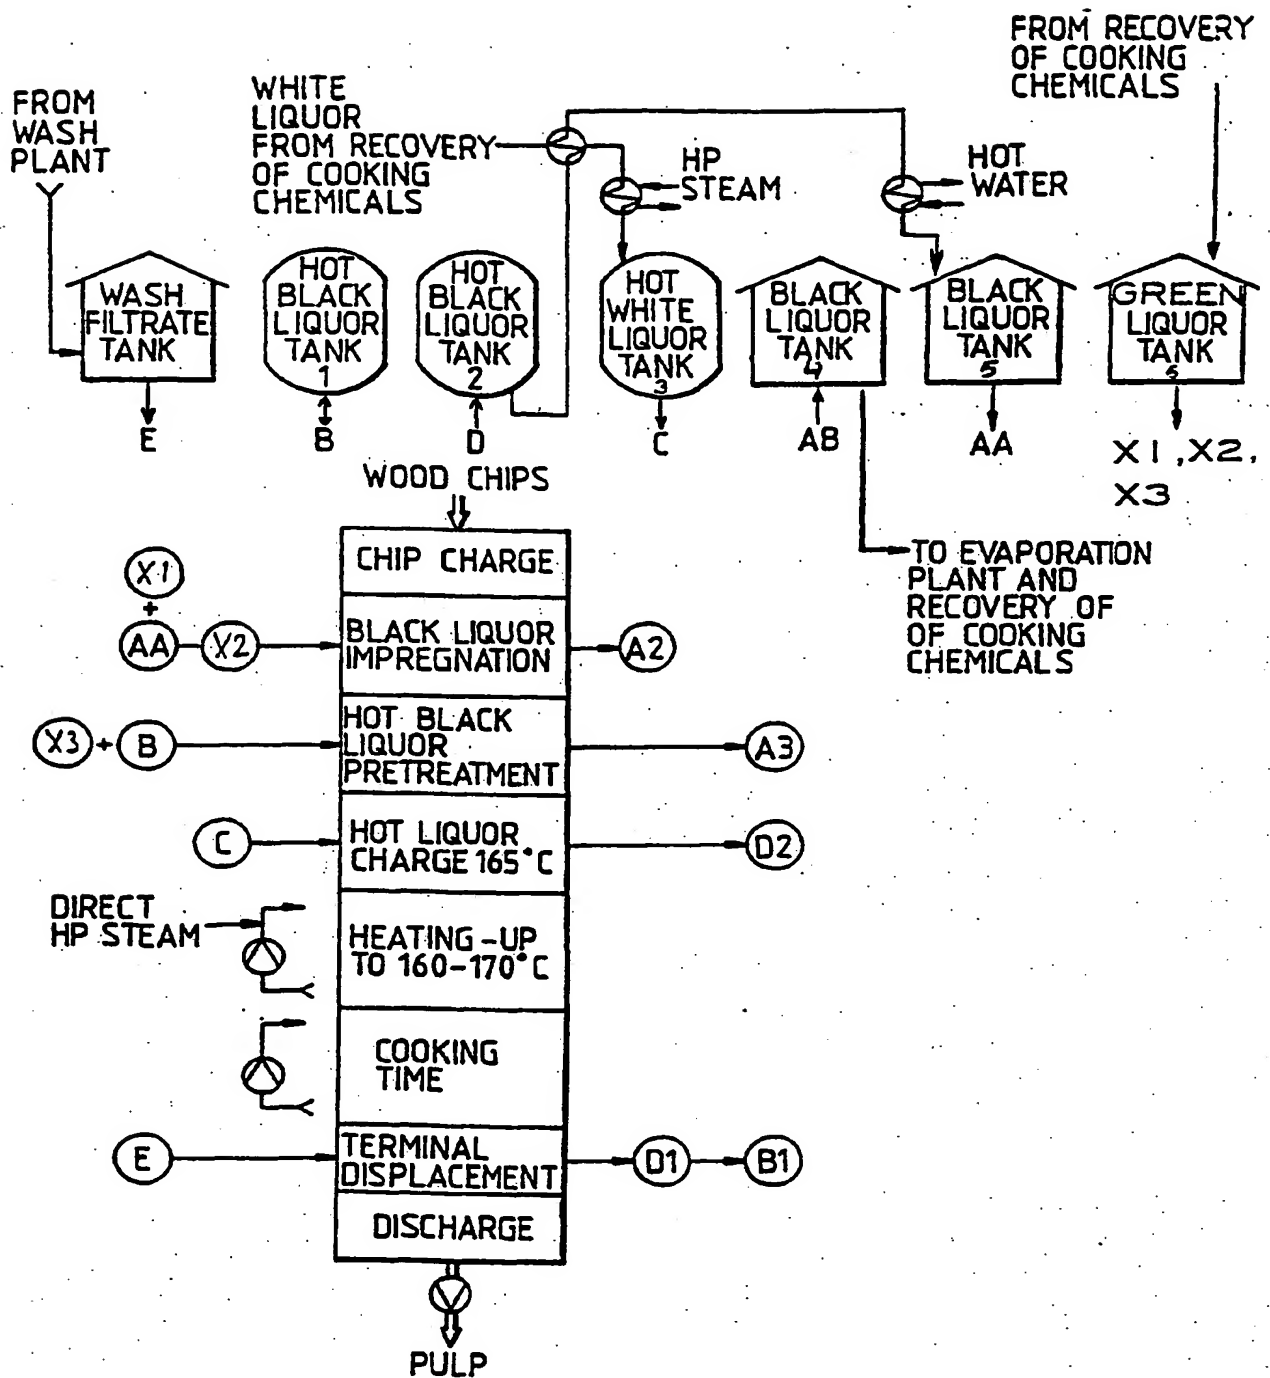 FROM RECOVERY
OF COOKING
CHEMICALS
FROM
WASH
PLANT
WHITE
LIQUOR
FROM RECOVERY
OF COOKING
CHEMICALS
HP
STEAM
HOT
WATER
WASH
FILTRATE
TANK
HOT
BLACK
LIQUOR
TANK
1
HOT
BLACK
LIQUOR
TANK
2
HOT
WHITE
LIQUOR
TANK
3
BLACK
LIQUOR
TANK
4
BLACK
LIQUOR
TANK
5
GREEN
LIQUOR
TANK
E
B
D
C
AB
AA
X1, X2,
X3
WOOD CHIPS
TO EVAPORATION
PLANT AND
RECOVERY OF
OF COOKING
CHEMICALS
CHIP CHARGE
X1
+
AA
X2
BLACK LIQUOR
IMPREGNATION
A2
X3 + B
HOT BLACK
LIQUOR
PRETREATMENT
A3
C
HOT LIQUOR
CHARGE 165°C
D2
DIRECT
HP STEAM
HEATING-UP
TO 160-170°C
COOKING
TIME
E
TERMINAL
DISPLACEMENT
D1
B1
DISCHARGE
PULP